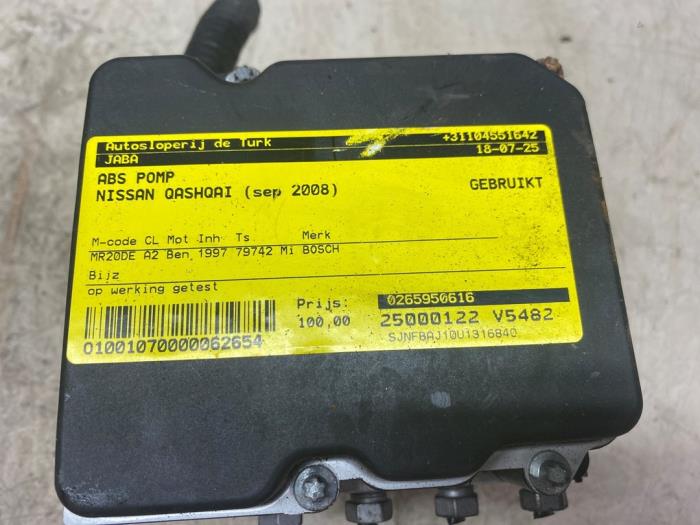 Autosloperij de Turk +31104551642
JABA 18-07-25
ABS POMP
NISSAN QASHQAI (sep 2008) GEBRUIKT
M-code CL Mot Inh Ts Merk
MR20DE A2 Ben 1997 79742 Mi BOSCH
Bijz
op werking getest
Prijs: 0265950616
100,00 25000122 V5482
SJNFBAJ10U1316840
01001070000062654